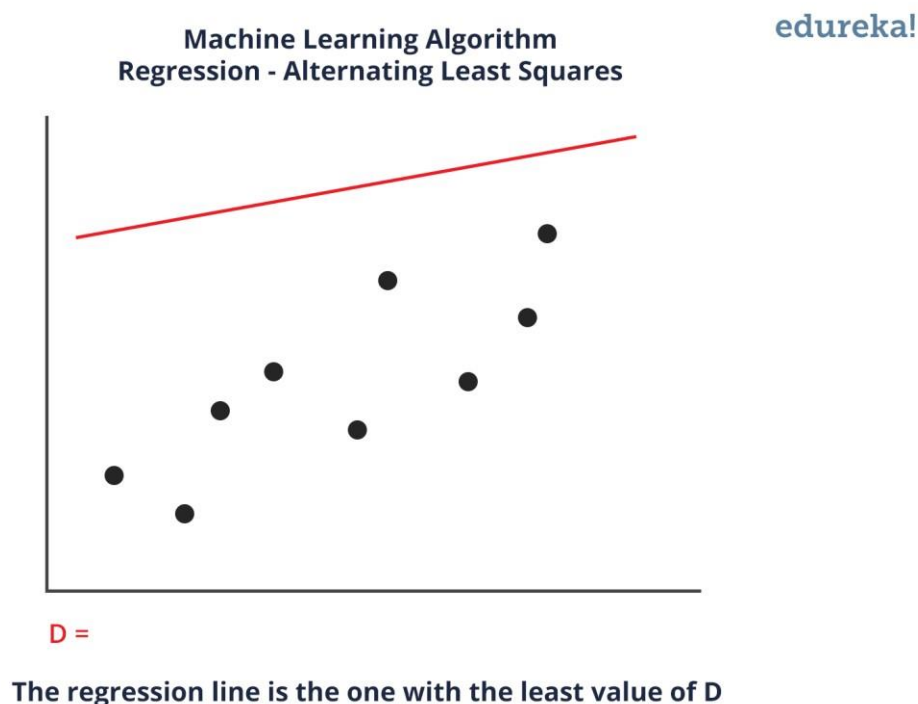 edureka!
Machine Learning Algorithm
Regression - Alternating Least Squares
D =
The regression line is the one with the least value of D